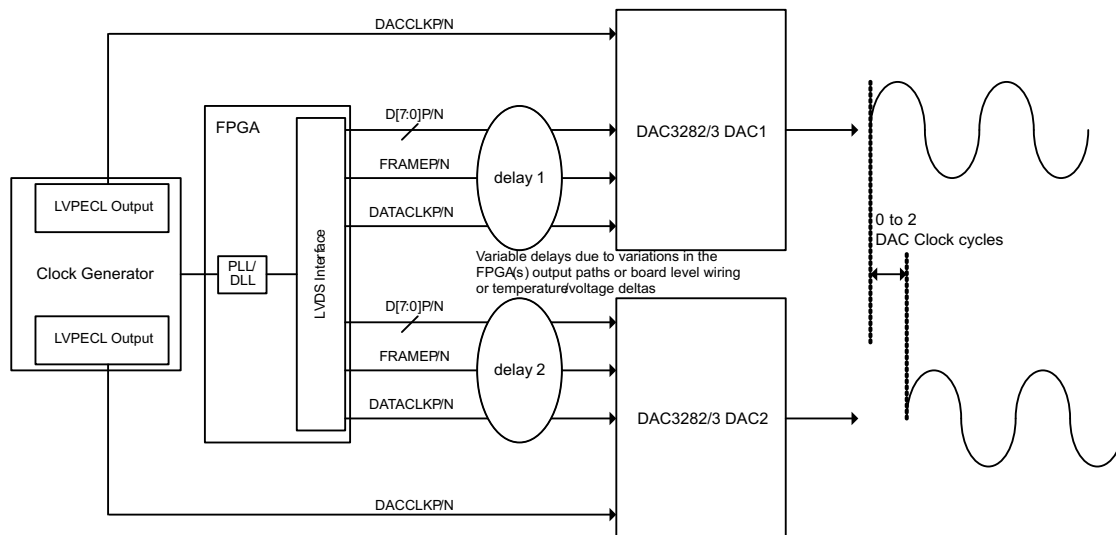 DACCLKP/N
FPGA
D[7:0]P/N
FRAMEP/N
DATACLKP/N
delay 1
DAC3282/3 DAC1
LVPECL Output
Clock Generator
LVPECL Output
PLL/
DLL
LVDS Interface
Variable delays due to variations in the
FPGA(s) output paths or board level wiring
or temperature/voltage deltas
0 to 2
DAC Clock cycles
D[7:0]P/N
FRAMEP/N
DATACLKP/N
delay 2
DAC3282/3 DAC2
DACCLKP/N